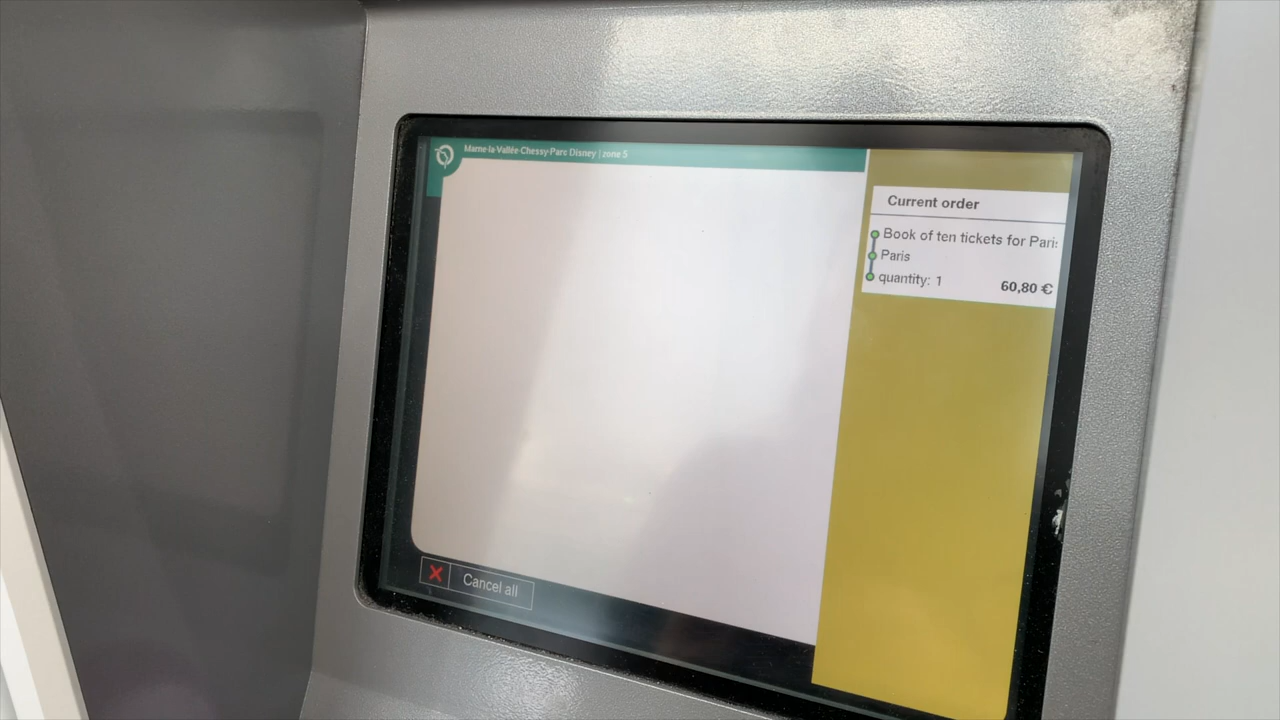 Marne-la-Vallée-Chessy-Parc Disney | zone 5
Current order
Book of ten tickets for Paris
Paris
quantity: 1
60,80 €
Cancel all